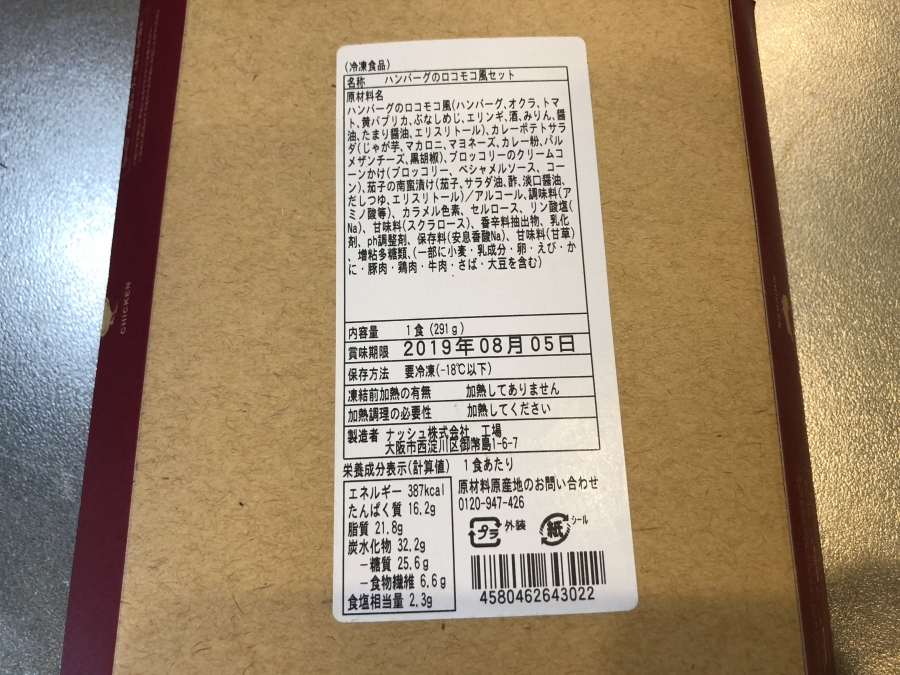 (冷凍食品)
名称 ハンバーグのロコモコ風セット
原材料名
ハンバーグのロコモコ風(ハンバーグ、オクラ、トマ
ト、黄パプリカ、ぶなしめじ、エリンギ、酒、みりん、醤
油、たまり醤油、エリスリトール)、カレーポテトサラ
ダ(じゃが芋、マカロニ、マヨネーズ、カレー粉、パル
メザンチーズ、黒胡椒)、ブロッコリーのクリームコ
ーンかけ(ブロッコリー、ベシャメルソース、コー
ン)、茄子の南蜜漬け(茄子、サラダ油、酢、淡口醤油、
だしつゆ、エリスリトール)/アルコール、調味料(ア
ミノ酸等)、カラメル色素、セルロース、リン酸塩(
Na)、甘味料(スクラロース)、香辛料抽出物、乳化
剤、ph調整剤、保存料(安息香酸Na)、甘味料(甘草)
、増粘多糖類、(一部に小麦・乳成分・卵・えび・か
に・豚肉・鶏肉・牛肉・さば・大豆を含む)
内容量 1食(291g)
賞味期限 2019年08月05日
保存方法 要冷凍(-18℃以下)
凍結前加熱の有無 加熱してありません
加熱調理の必要性 加熱してください
製造者 ナッシュ株式会社 工場
大阪市西淀川区御幣島1-6-7
栄養成分表示(計算値) 1食あたり
エネルギー 387kcal
たんぱく質 16.2g
脂質 21.8g
炭水化物 32.2g
-糖質 25.6g
-食物繊維 6.6g
食塩相当量 2.3g
原材料原産地のお問い合わせ
0120-947-426
プラ 外装 紙 シール
4580462643022
CHICKEN